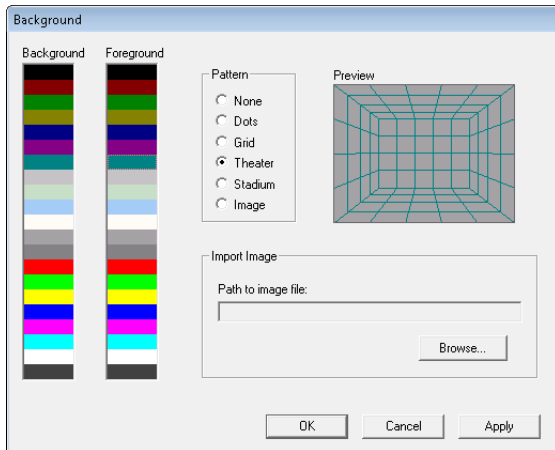 Background
Background
Foreground
Pattern
None
Dots
Grid
Theater
Stadium
Image
Preview
Import Image
Path to image file:
Browse...
OK
Cancel
Apply